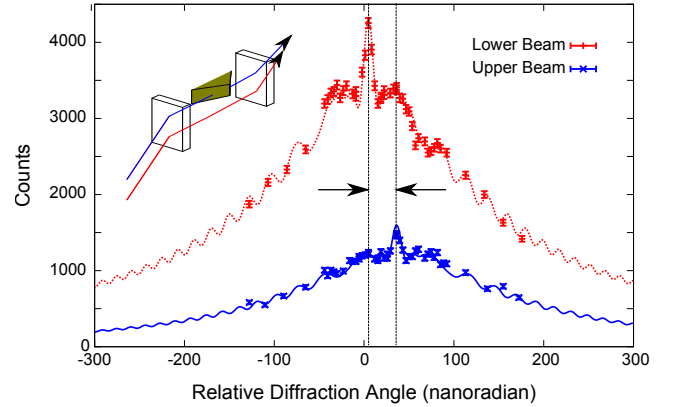 4000
3000
2000
1000
0
Counts
Lower Beam
Upper Beam
-300 -200 -100 0 100 200 300
Relative Diffraction Angle (nanoradian)